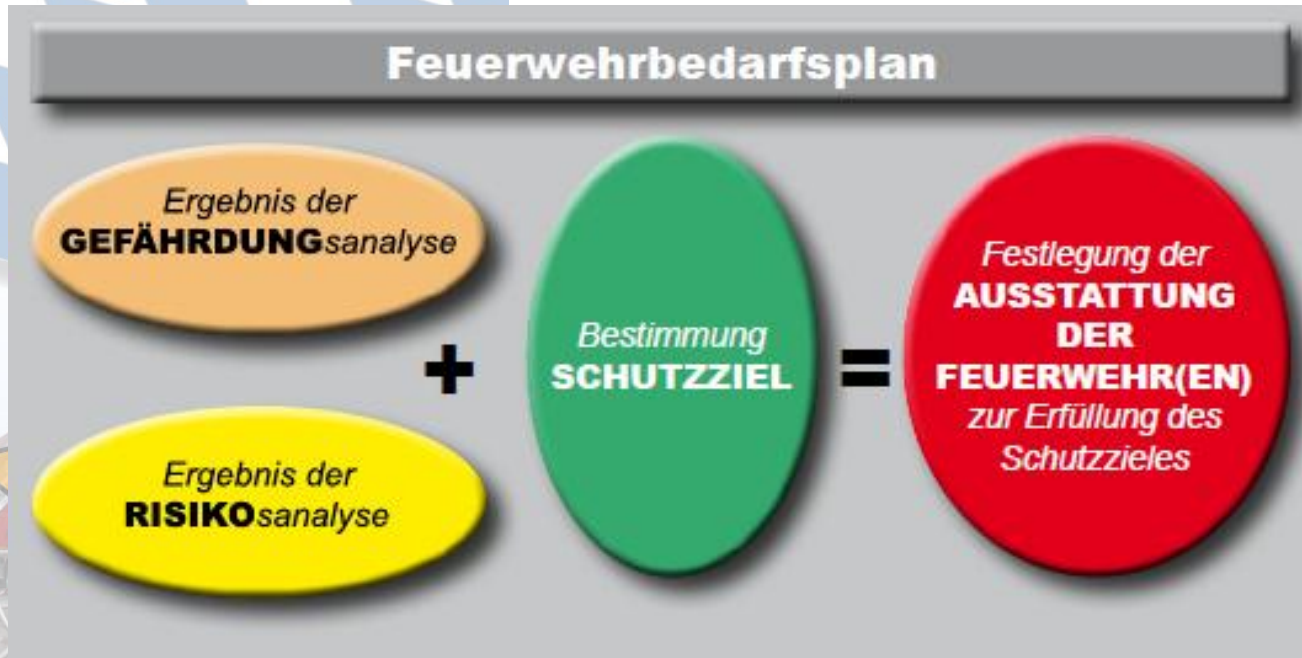 Feuerwehrbedarfsplan
Ergebnis der
GEFÄHRDUNGsanalyse
Ergebnis der
RISIKOsanalyse
+
Bestimmung
SCHUTZZIEL
=
Festlegung der
AUSSTATTUNG
DER
FEUERWEHR(EN)
zur Erfüllung des
Schutzzieles